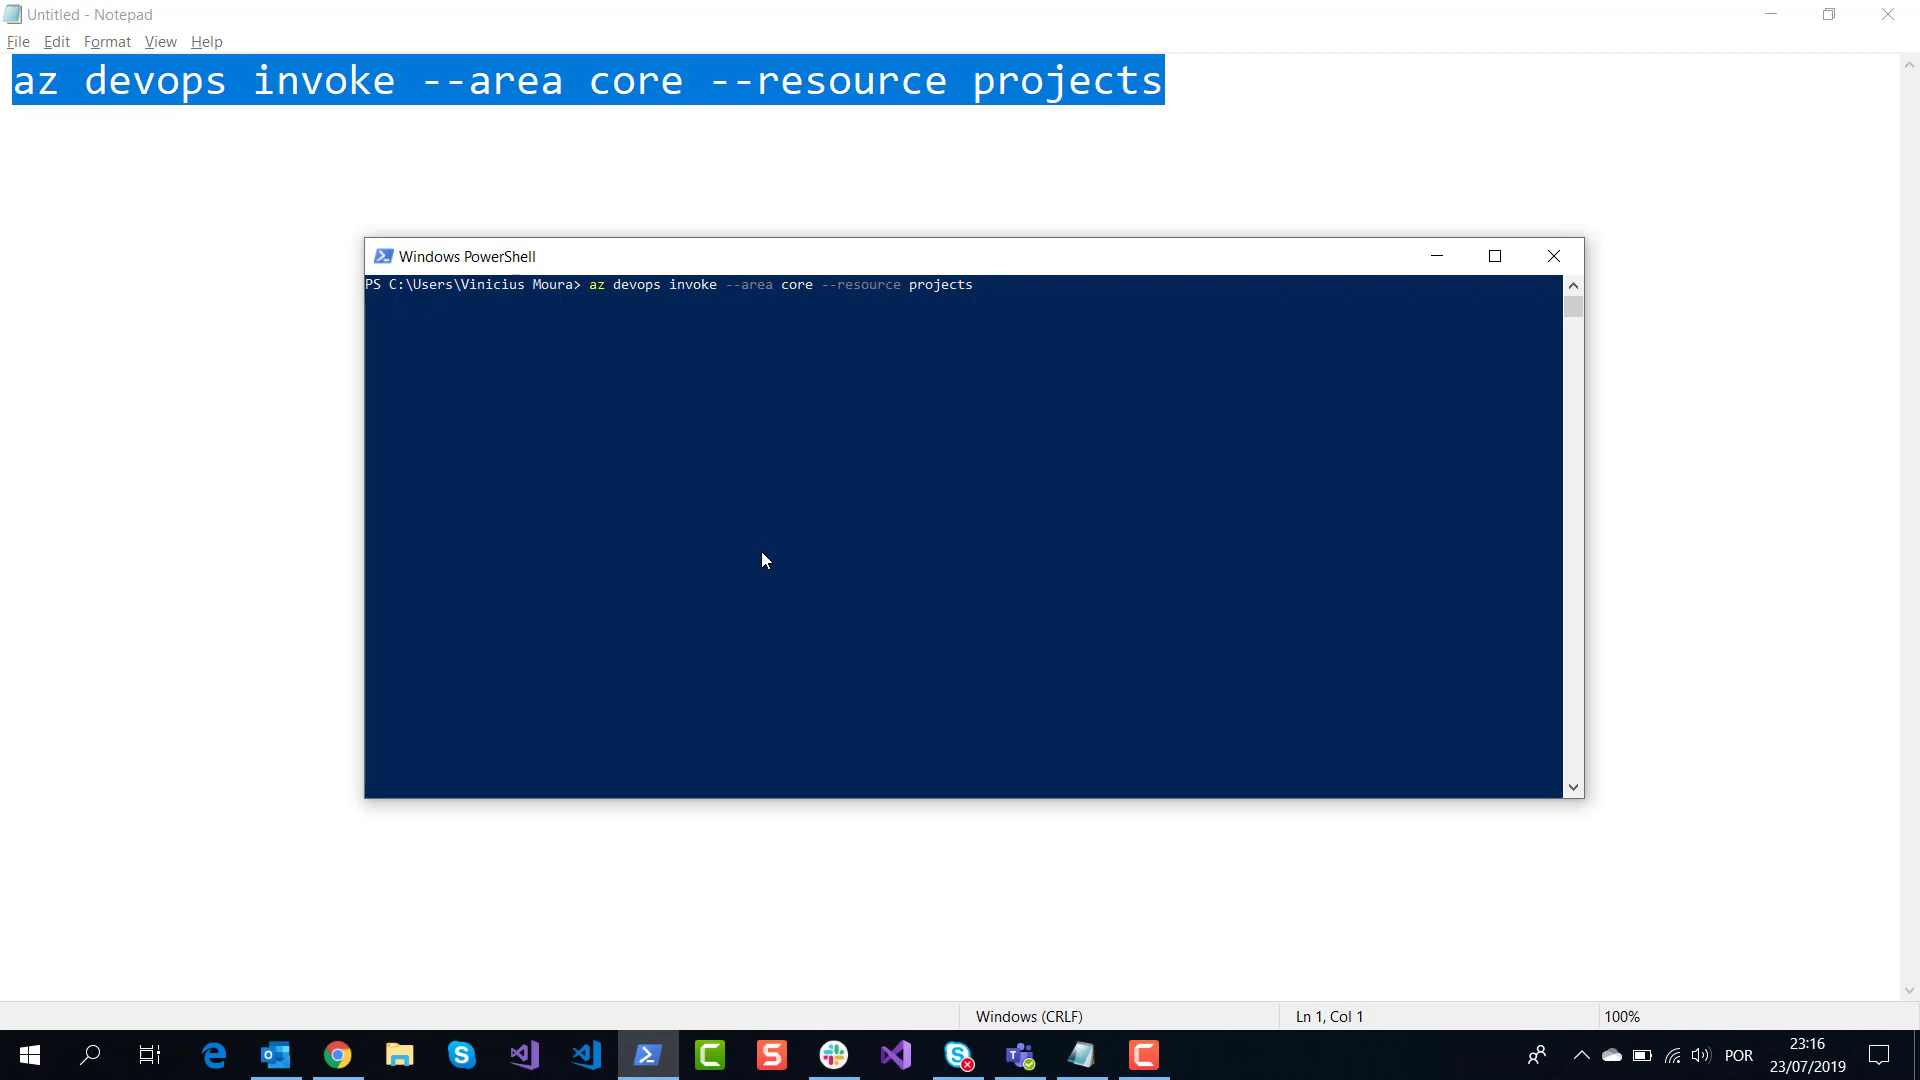 Untitled - Notepad
File Edit Format View Help
az devops invoke --area core --resource projects
Windows PowerShell
PS C:\Users\Vinicius Moura> az devops invoke --area core --resource projects
Windows (CRLF) Ln 1, Col 1 100%
POR
23:16
23/07/2019